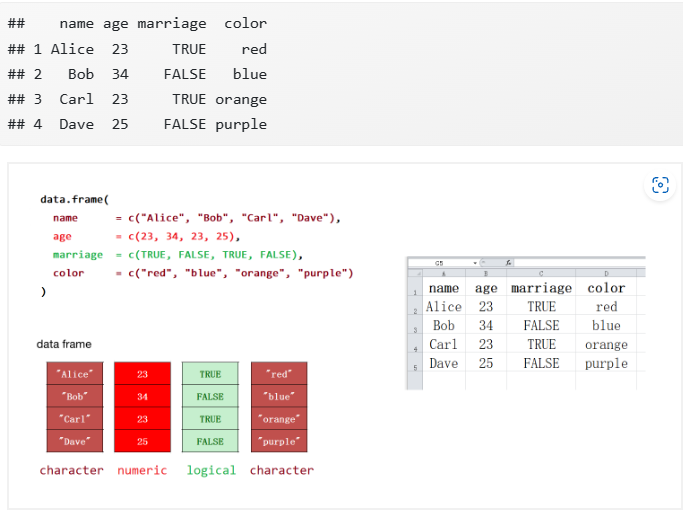 ##    name age marriage  color
## 1 Alice  23     TRUE    red
## 2   Bob  34    FALSE   blue
## 3  Carl  23     TRUE orange
## 4  Dave  25    FALSE purple
data.frame(
name = c("Alice", "Bob", "Carl", "Dave"),
age = c(23, 34, 23, 25),
marriage = c(TRUE, FALSE, TRUE, FALSE),
color = c("red", "blue", "orange", "purple")
)
data frame
"Alice" 23 TRUE "red"
"Bob" 34 FALSE "blue"
"Carl" 23 TRUE "orange"
"Dave" 25 FALSE "purple"
character numeric logical character
G5 fx
A B C D
1 name age marriage color
2 Alice 23 TRUE red
3 Bob 34 FALSE blue
4 Carl 23 TRUE orange
5 Dave 25 FALSE purple